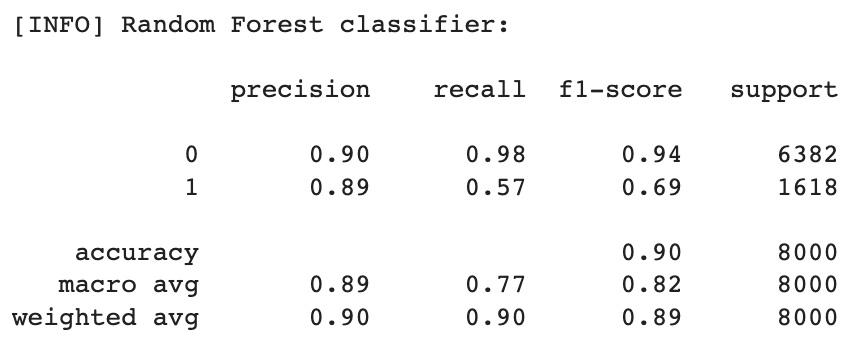 [INFO] Random Forest classifier:
precision recall f1-score support
0 0.90 0.98 0.94 6382
1 0.89 0.57 0.69 1618
accuracy 0.90 8000
macro avg 0.89 0.77 0.82 8000
weighted avg 0.90 0.90 0.89 8000